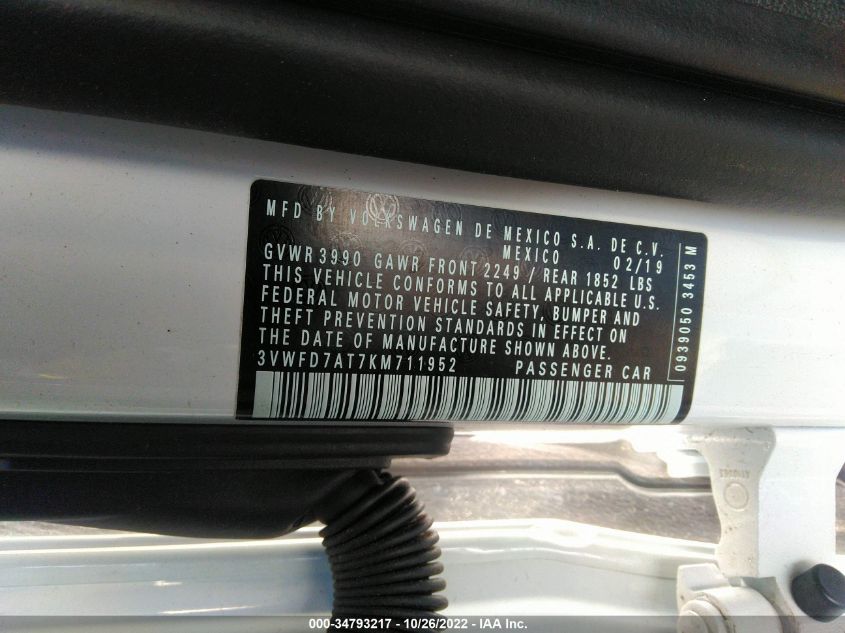 MFD BY VOLKSWAGEN DE MEXICO S.A. DE C.V.
MEXICO 02/19
GVWR 3990 GAWR FRONT 2249 / REAR 1852 LBS
THIS VEHICLE CONFORMS TO ALL APPLICABLE U.S.
FEDERAL MOTOR VEHICLE SAFETY, BUMPER AND
THEFT PREVENTION STANDARDS IN EFFECT ON
THE DATE OF MANUFACTURE SHOWN ABOVE.
3VWFD7AT7KM711952 PASSENGER CAR
0939050 3453 M
000-34793217 - 10/26/2022 - IAA Inc.